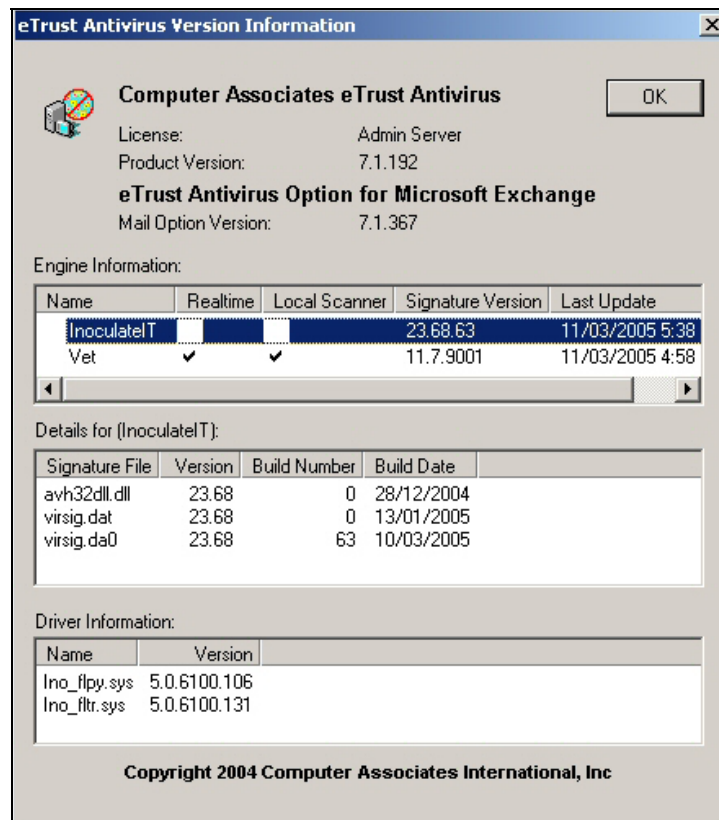 eTrust Antivirus Version Information
Computer Associates eTrust Antivirus
OK
License: Admin Server
Product Version: 7.1.192
eTrust Antivirus Option for Microsoft Exchange
Mail Option Version: 7.1.367
Engine Information:
Name Realtime Local Scanner Signature Version Last Update
InoculateIT 23.68.63 11/03/2005 5:38
Vet 11.7.9001 11/03/2005 4:58
Details for (InoculateIT):
Signature File Version Build Number Build Date
avh32dll.dll 23.68 0 28/12/2004
virsig.dat 23.68 0 13/01/2005
virsig.da0 23.68 63 10/03/2005
Driver Information:
Name Version
Ino_flpy.sys 5.0.6100.106
Ino_fltr.sys 5.0.6100.131
Copyright 2004 Computer Associates International, Inc